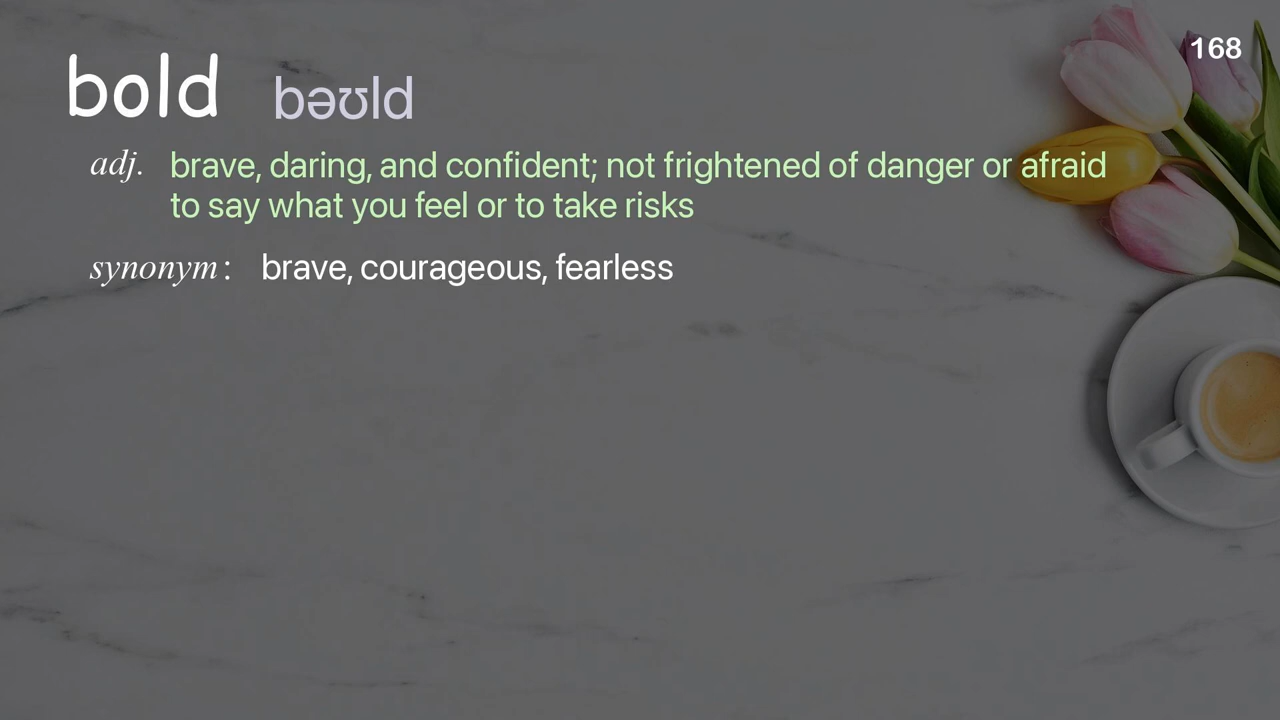 168
bold bəʊld
adj. brave, daring, and confident; not frightened of danger or afraid
to say what you feel or to take risks
synonym: brave, courageous, fearless